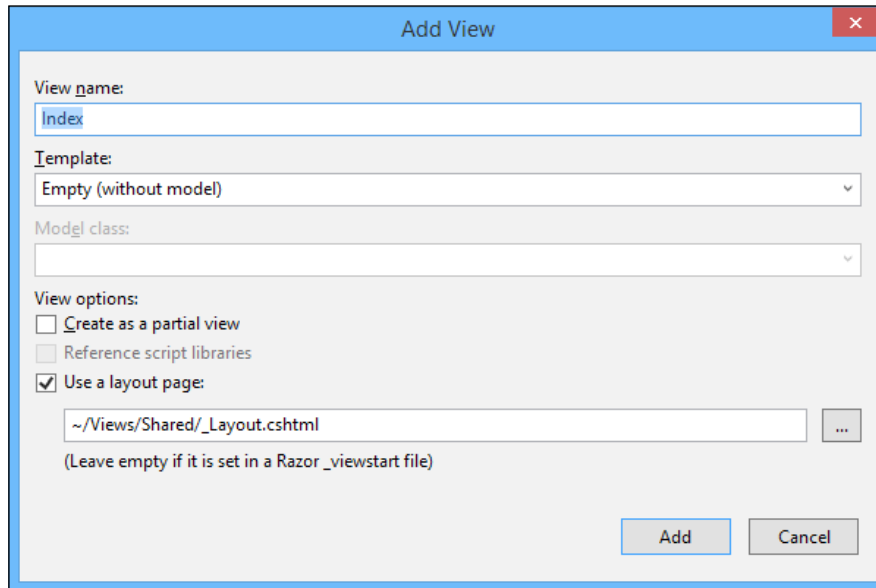 Add View
View name:
Index
Template:
Empty (without model)
Model class:
View options:
Create as a partial view
Reference script libraries
Use a layout page:
~/Views/Shared/_Layout.cshtml
...
(Leave empty if it is set in a Razor _viewstart file)
Add
Cancel